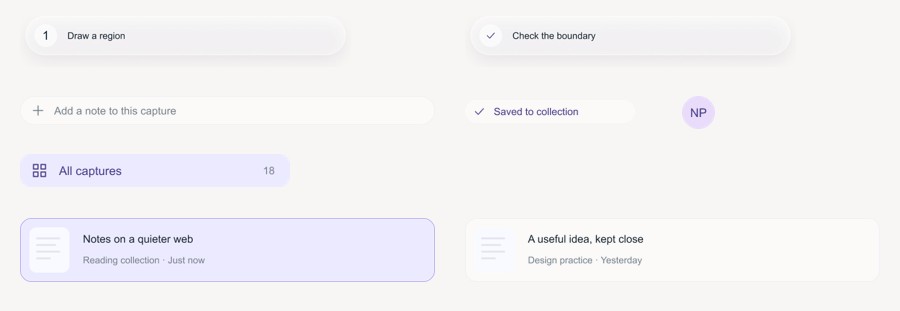 1 Draw a region
Check the boundary
Add a note to this capture
Saved to collection
NP
All captures 18
Notes on a quieter web
Reading collection · Just now
A useful idea, kept close
Design practice · Yesterday